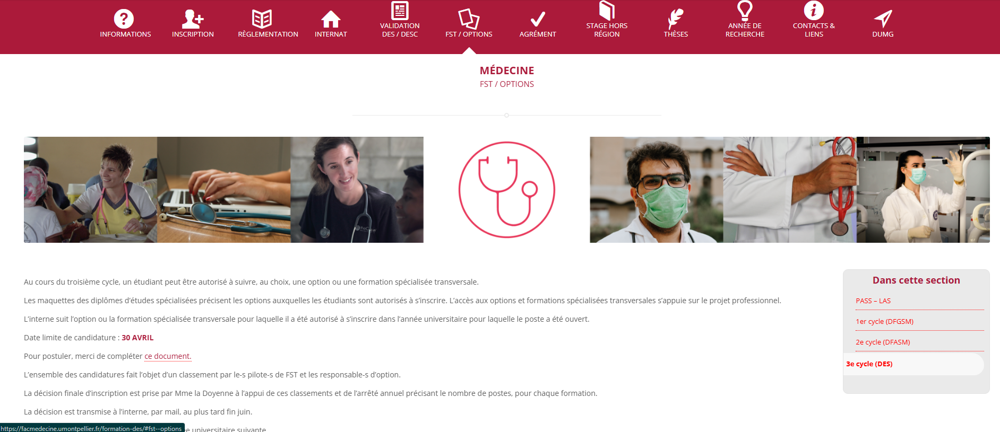 INFORMATIONS
INSCRIPTION
RÈGLEMENTATION
INTERNAT
VALIDATION
DES / DESC
FST / OPTIONS
AGRÉMENT
STAGE HORS
RÉGION
THÈSES
ANNÉE DE
RECHERCHE
CONTACTS &
LIENS
DUMG
MÉDECINE
FST / OPTIONS
Au cours du troisième cycle, un étudiant peut être autorisé à suivre, au choix, une option ou une formation spécialisée transversale.
Les maquettes des diplômes d’études spécialisées précisent les options auxquelles les étudiants sont autorisés à s’inscrire. L’accès aux options et formations spécialisées transversales s’appuie sur le projet professionnel.
L’interne suit l’option ou la formation spécialisée transversale pour laquelle il a été autorisé à s’inscrire dans l’année universitaire pour laquelle le poste a été ouvert.
Date limite de candidature : 30 AVRIL
Pour postuler, merci de compléter ce document.
L’ensemble des candidatures fait l’objet d’un classement par le-s pilote-s de FST et les responsable-s d’option.
La décision finale d’inscription est prise par Mme la Doyenne à l’appui de ces classements et de l’arrêté annuel précisant le nombre de postes, pour chaque formation.
La décision est transmise à l’interne, par mail, au plus tard fin juin.
universitaire suivante
Dans cette section
PASS – LAS
1er cycle (DFGSM)
2e cycle (DFASM)
3e cycle (DES)
https://facmedecine.umontpellier.fr/formation-des/#fst--options